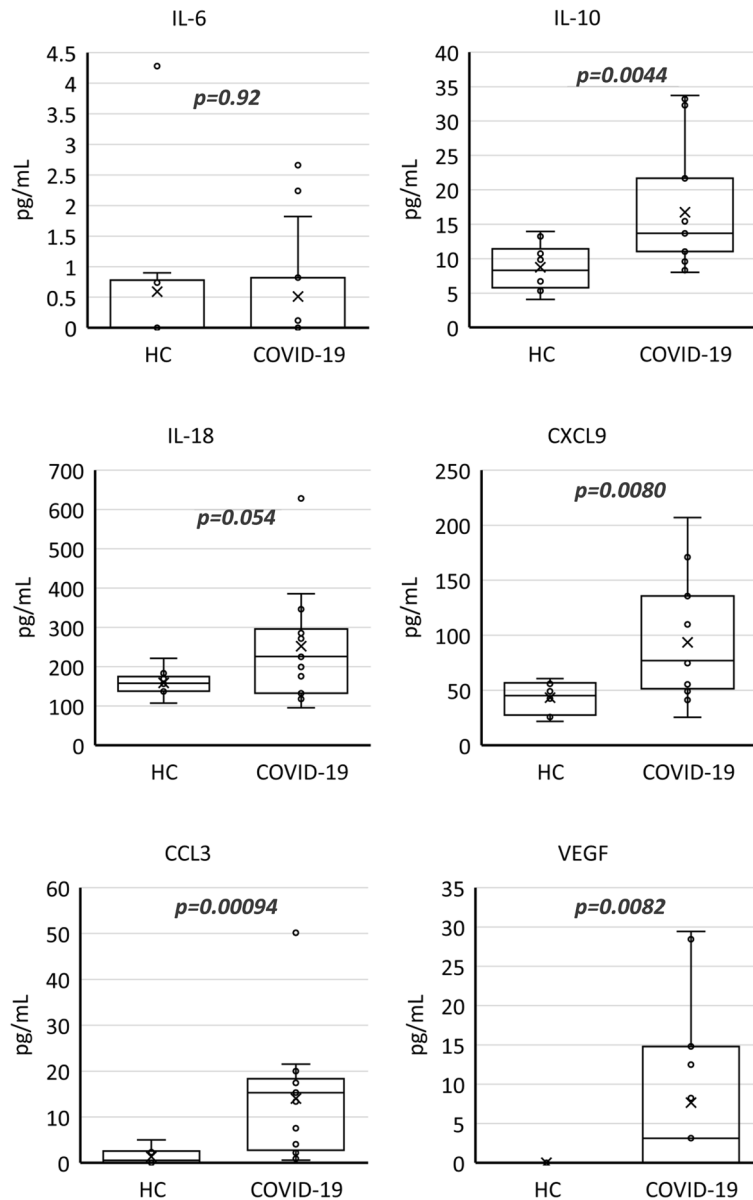 IL-6
4.5
4
3.5
3
2.5
2
1.5
1
0.5
0
pg/mL
p=0.92
HC
COVID-19
IL-10
40
35
30
25
20
15
10
5
0
pg/mL
p=0.0044
HC
COVID-19
IL-18
700
600
500
400
300
200
100
0
pg/mL
p=0.054
HC
COVID-19
CXCL9
250
200
150
100
50
0
pg/mL
p=0.0080
HC
COVID-19
CCL3
60
50
40
30
20
10
0
pg/mL
p=0.00094
HC
COVID-19
VEGF
35
30
25
20
15
10
5
0
pg/mL
p=0.0082
HC
COVID-19